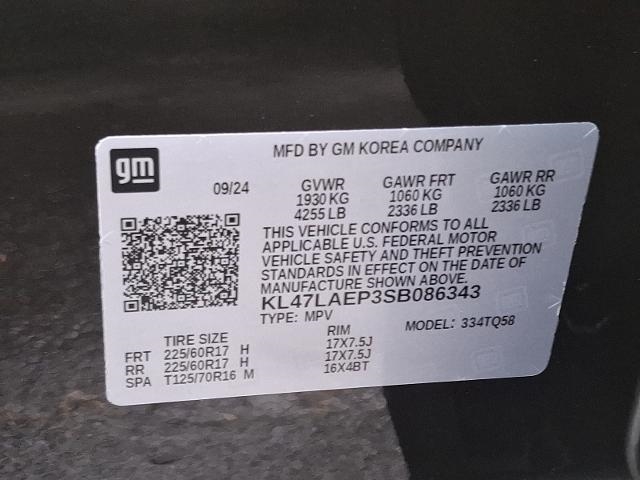 gm
MFD BY GM KOREA COMPANY
09/24 GVWR GAWR FRT GAWR RR
1930 KG 1060 KG 1060 KG
4255 LB 2336 LB 2336 LB
THIS VEHICLE CONFORMS TO ALL
APPLICABLE U.S. FEDERAL MOTOR
VEHICLE SAFETY AND THEFT PREVENTION
STANDARDS IN EFFECT ON THE DATE OF
MANUFACTURE SHOWN ABOVE.
KL47LAEP3SB086343
TYPE: MPV MODEL: 334TQ58
TIRE SIZE RIM
FRT 225/60R17 H 17X7.5J
RR 225/60R17 H 17X7.5J
SPA T125/70R16 M 16X4BT